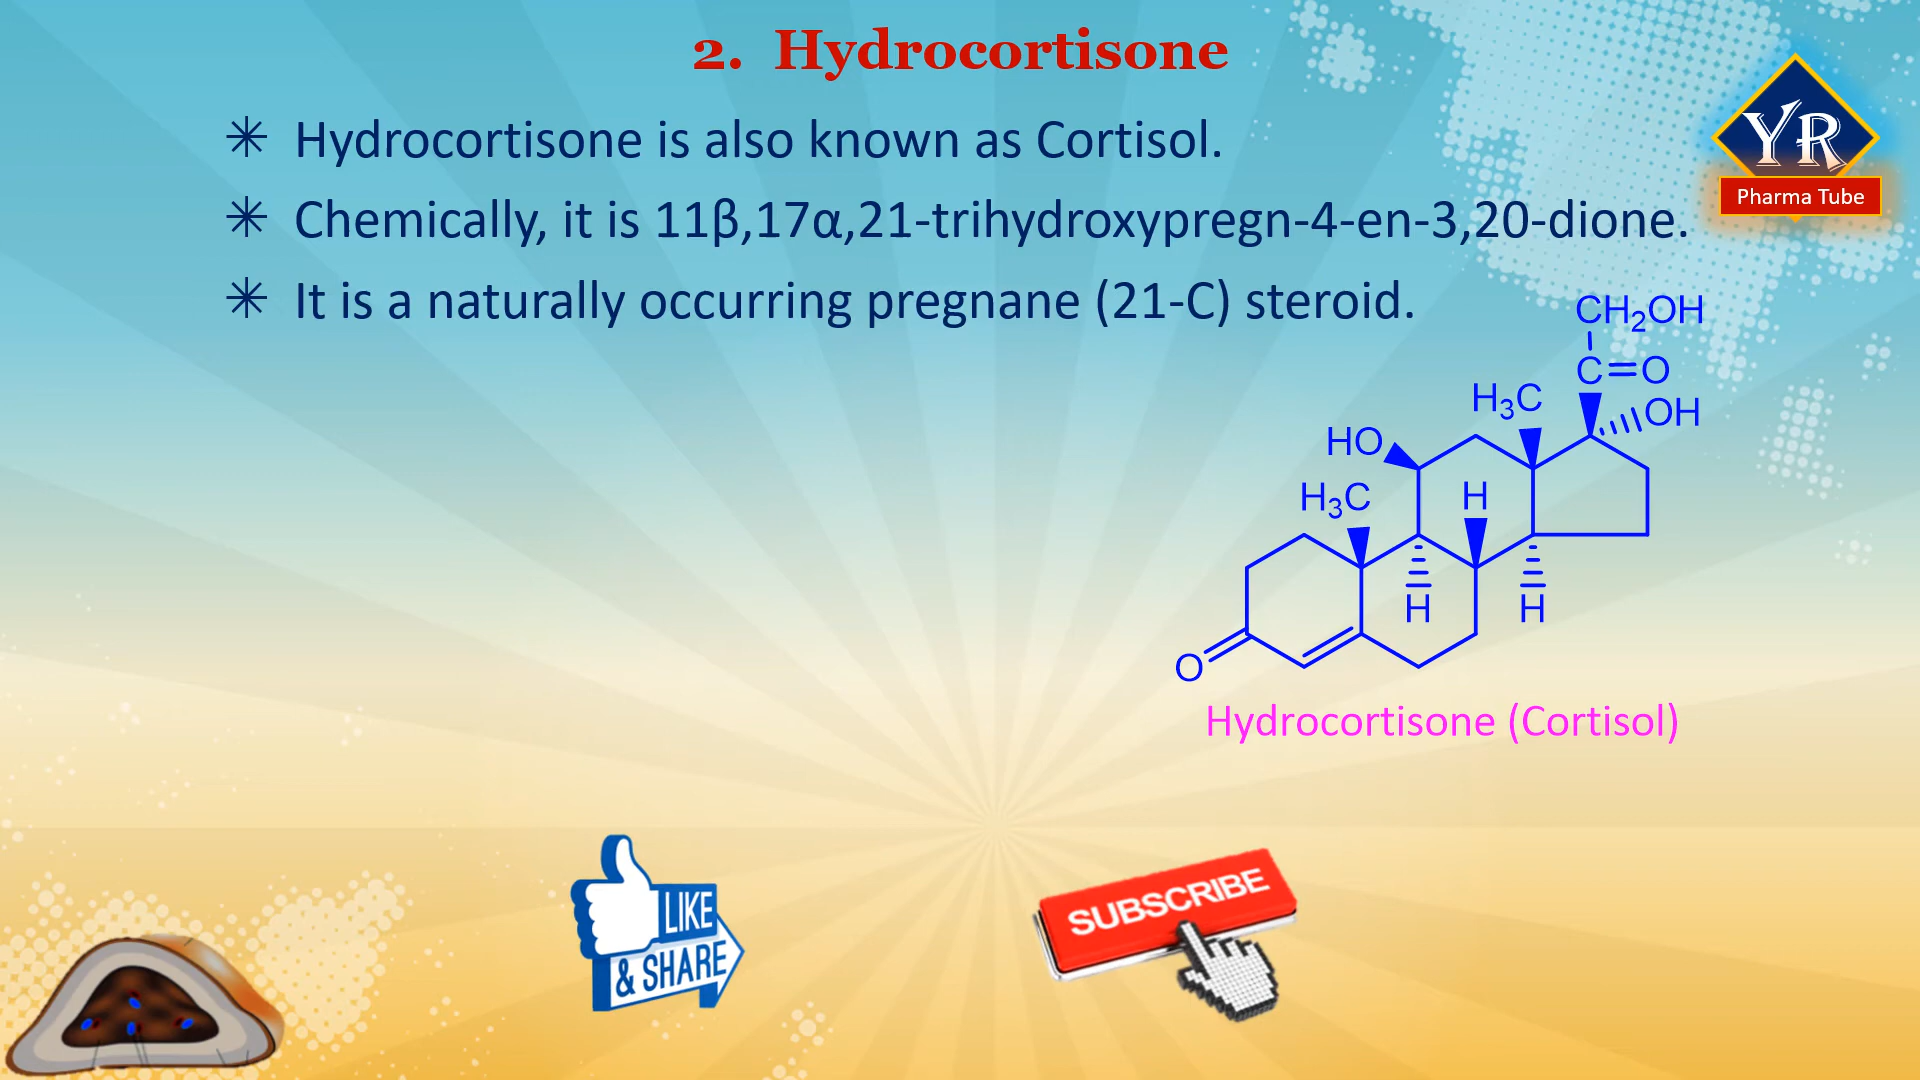 2. Hydrocortisone
YR
Pharma Tube
✳ Hydrocortisone is also known as Cortisol.
✳ Chemically, it is 11β,17α,21-trihydroxypregn-4-en-3,20-dione.
✳ It is a naturally occurring pregnane (21-C) steroid.
CH₂OH
C=O
H₃C
OH
HO
H₃C
H
H
H
O
Hydrocortisone (Cortisol)
LIKE
& SHARE
SUBSCRIBE